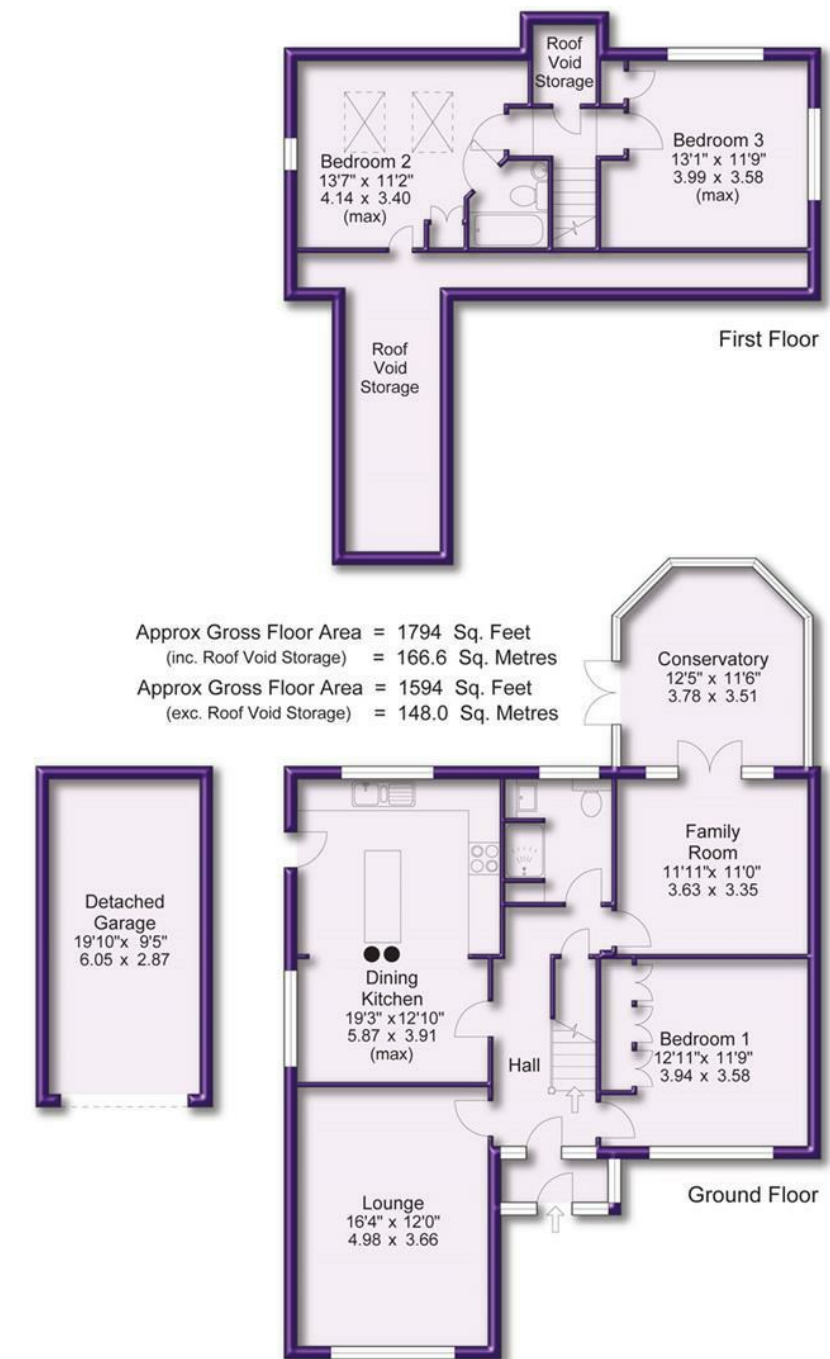 Roof
Void
Storage
Bedroom 2
13'7" x 11'2"
4.14 x 3.40
(max)
Bedroom 3
13'1" x 11'9"
3.99 x 3.58
(max)
Roof
Void
Storage
First Floor
Approx Gross Floor Area = 1794 Sq. Feet
(inc. Roof Void Storage) = 166.6 Sq. Metres
Approx Gross Floor Area = 1594 Sq. Feet
(exc. Roof Void Storage) = 148.0 Sq. Metres
Conservatory
12'5" x 11'6"
3.78 x 3.51
Detached
Garage
19'10"x 9'5"
6.05 x 2.87
Family
Room
11'11"x 11'0"
3.63 x 3.35
Dining
Kitchen
19'3" x12'10"
5.87 x 3.91
(max)
Hall
Bedroom 1
12'11"x 11'9"
3.94 x 3.58
Lounge
16'4" x 12'0"
4.98 x 3.66
Ground Floor